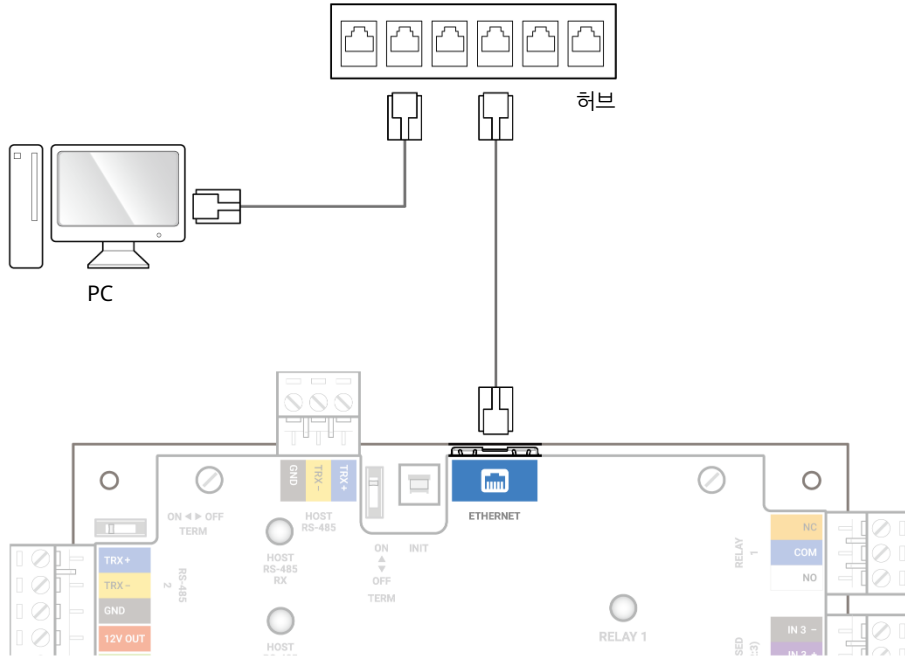 허브
PC
GND
TRX −
TRX +
HOST
RS-485
ETHERNET
ON ◄ ► OFF
TERM
HOST
RS-485
RX
ON
▲
▼
OFF
TERM
INIT
TRX +
TRX −
GND
12V OUT
RS-485
2
HOST
RELAY 1
RELAY
1
NC
COM
NO
IN 3 −
IN 3 +